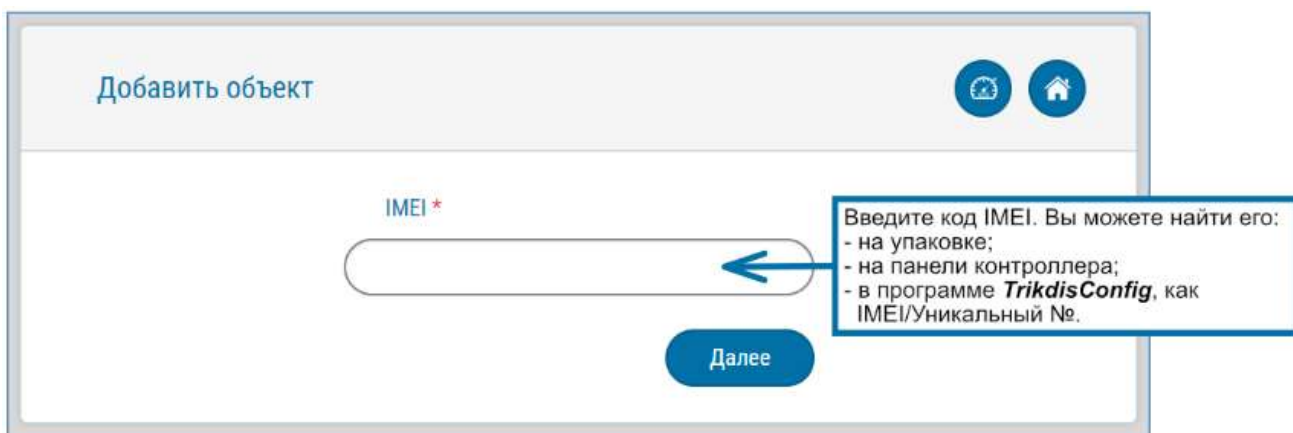 Добавить объект
IMEI *
Введите код IMEI. Вы можете найти его:
- на упаковке;
- на панели контроллера;
- в программе TrikdisConfig, как
IMEI/Уникальный №.
Далее